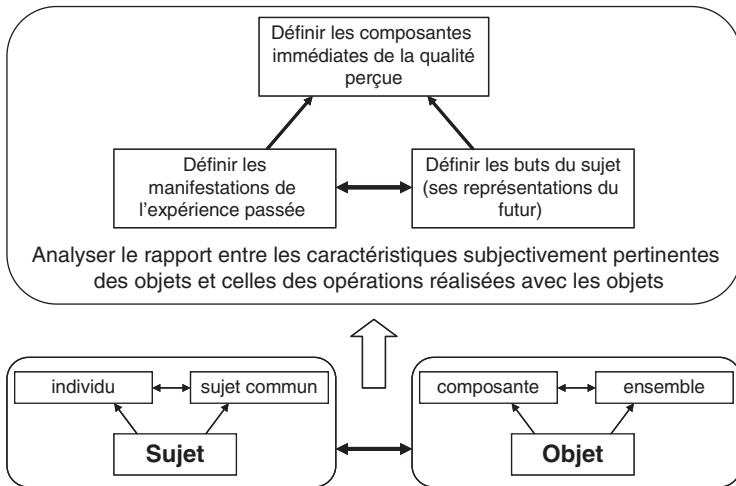 Définir les composantes
immédiates de la qualité
perçue
Définir les
manifestations de
l'expérience passée
Définir les buts du sujet
(ses représentations du
futur)
Analyser le rapport entre les caractéristiques subjectivement pertinentes
des objets et celles des opérations réalisées avec les objets
individu
sujet commun
Sujet
composante
ensemble
Objet